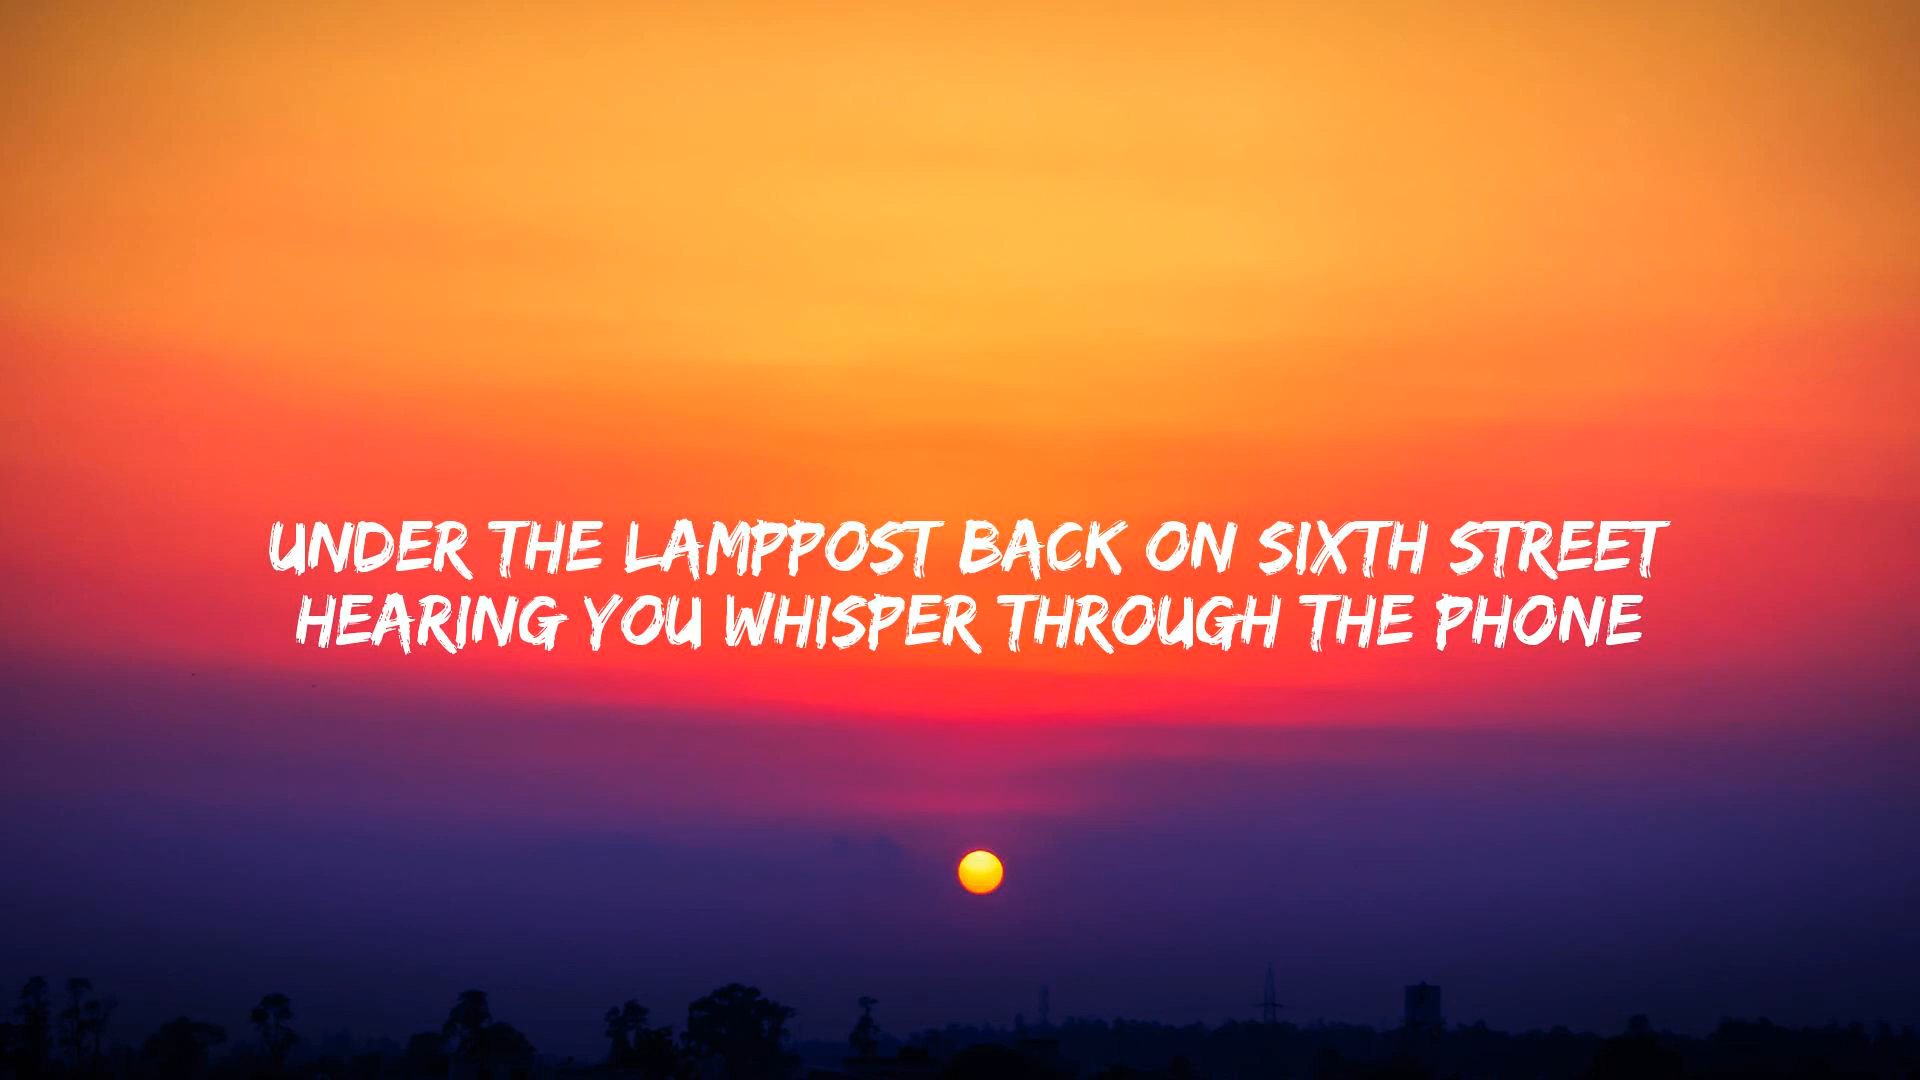 UNDER THE LAMPPOST BACK ON SIXTH STREET
HEARING YOU WHISPER THROUGH THE PHONE